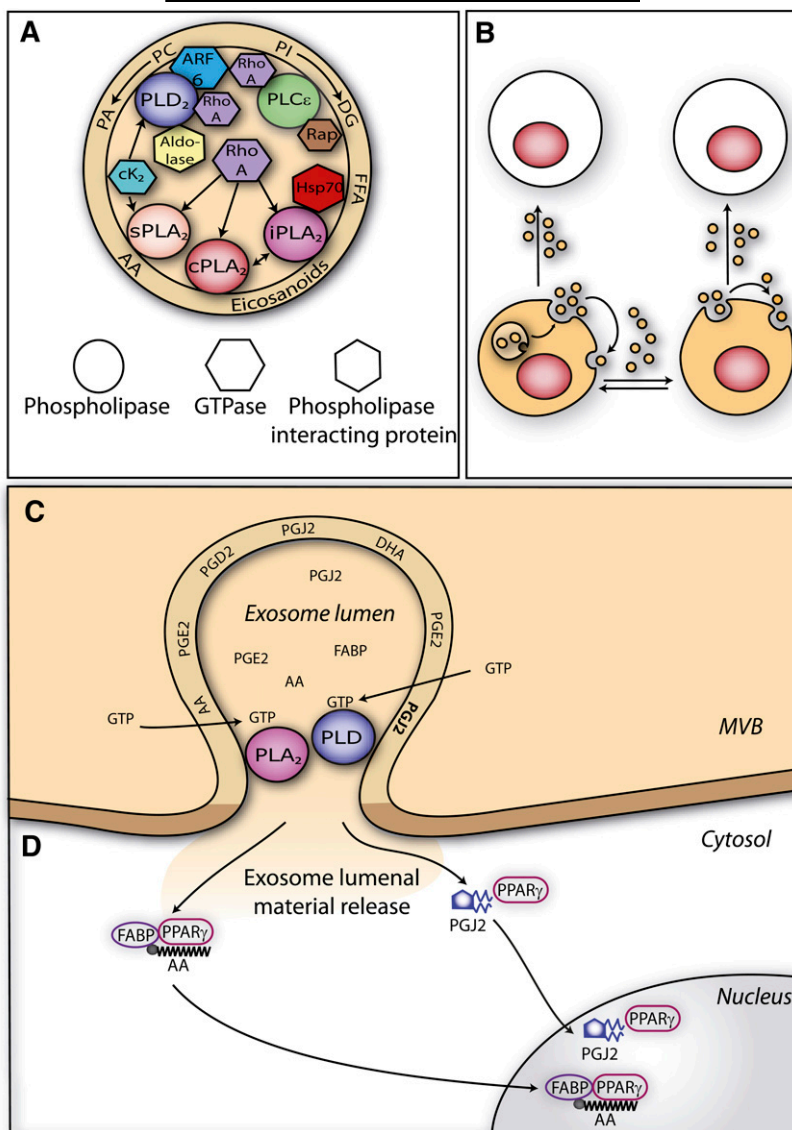 A
PC
PI
PA
DG
ARF
6
Rho
A
PLD2
Rho
A
PLCε
Aldo-
lase
Rap
cK2
Rho
A
Hsp70
FFA
sPLA2
iPLA2
cPLA2
AA
Eicosanoids
Phospholipase
GTPase
Phospholipase
interacting protein
B
C
PGJ2
PGD2
DHA
PGJ2
Exosome lumen
PGE2
PGE2
PGE2
FABP
AA
GTP
GTP
AA
GTP
GTP
PGJ2
PLA2
PLD
MVB
Cytosol
D
Exosome lumenal
material release
PPARγ
PGJ2
FABP
PPARγ
AA
Nucleus
PPARγ
PGJ2
FABP
PPARγ
AA